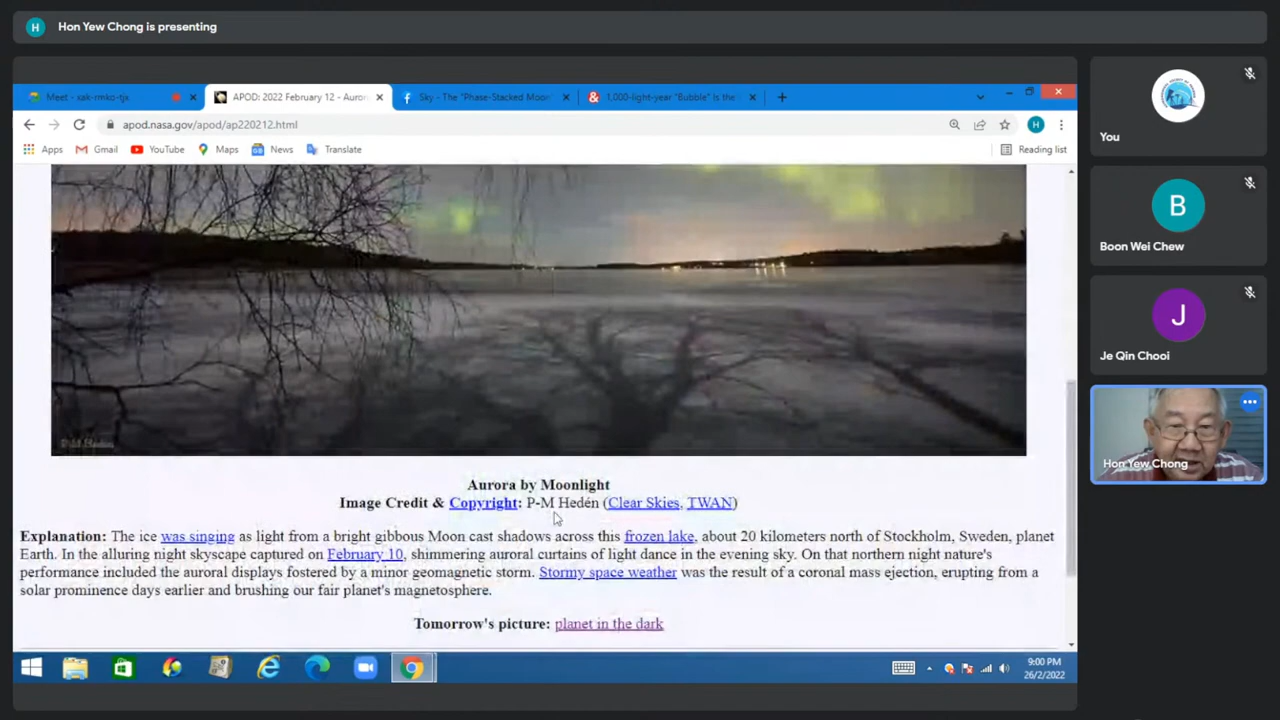 H
Hon Yew Chong is presenting
Meet - xak-rmko-tjx
APOD: 2022 February 12 - Auror
Sky - The "Phase-Stacked Moon"
1,000-light-year "Bubble" Is the
apod.nasa.gov/apod/ap220212.html
H
Apps
Gmail
YouTube
Maps
News
Translate
Reading list
Aurora by Moonlight
Image Credit & Copyright: P-M Hedén (Clear Skies, TWAN)
Explanation: The ice was singing as light from a bright gibbous Moon cast shadows across this frozen lake, about 20 kilometers north of Stockholm, Sweden, planet
Earth. In the alluring night skyscape captured on February 10, shimmering auroral curtains of light dance in the evening sky. On that northern night nature's
performance included the auroral displays fostered by a minor geomagnetic storm. Stormy space weather was the result of a coronal mass ejection, erupting from a
solar prominence days earlier and brushing our fair planet's magnetosphere.
Tomorrow's picture: planet in the dark
9:00 PM
26/2/2022
You
B
Boon Wei Chew
J
Je Qin Chooi
Hon Yew Chong